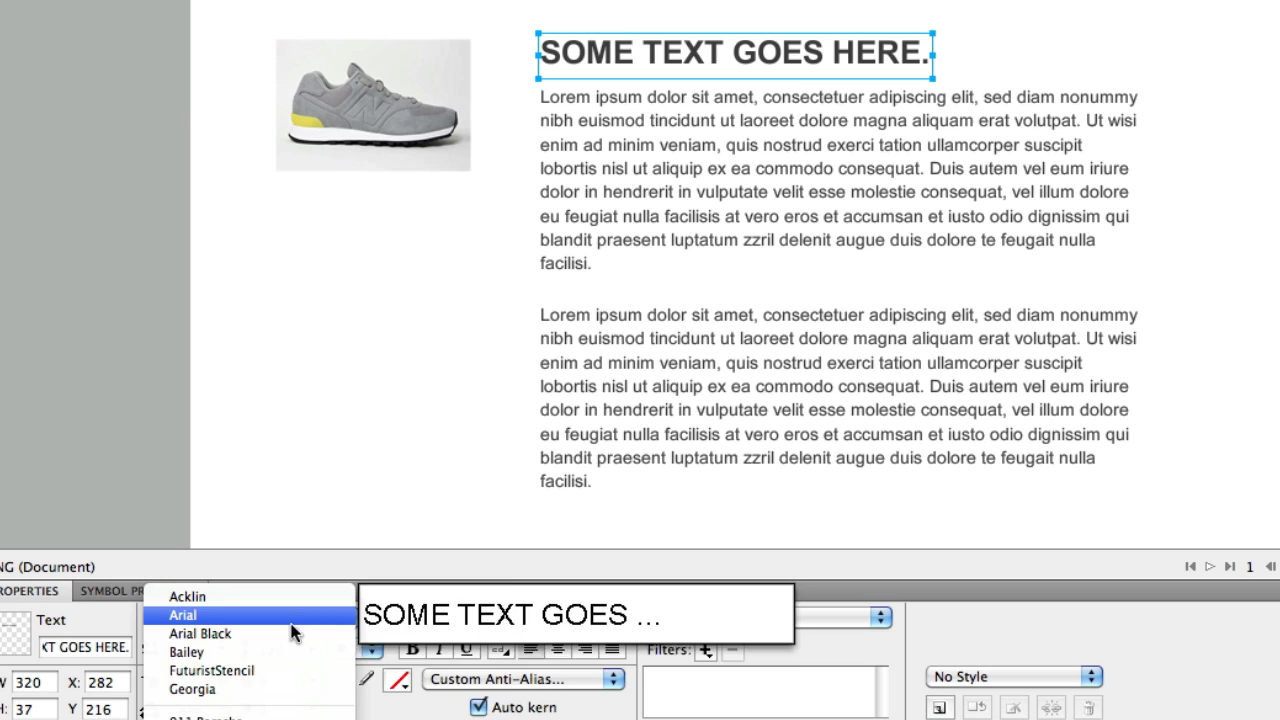 SOME TEXT GOES HERE.
Lorem ipsum dolor sit amet, consectetuer adipiscing elit, sed diam nonummy
nibh euismod tincidunt ut laoreet dolore magna aliquam erat volutpat. Ut wisi
enim ad minim veniam, quis nostrud exerci tation ullamcorper suscipit
lobortis nisl ut aliquip ex ea commodo consequat. Duis autem vel eum iriure
dolor in hendrerit in vulputate velit esse molestie consequat, vel illum dolore
eu feugiat nulla facilisis at vero eros et accumsan et iusto odio dignissim qui
blandit praesent luptatum zzril delenit augue duis dolore te feugait nulla
facilisi.
Lorem ipsum dolor sit amet, consectetuer adipiscing elit, sed diam nonummy
nibh euismod tincidunt ut laoreet dolore magna aliquam erat volutpat. Ut wisi
enim ad minim veniam, quis nostrud exerci tation ullamcorper suscipit
lobortis nisl ut aliquip ex ea commodo consequat. Duis autem vel eum iriure
dolor in hendrerit in vulputate velit esse molestie consequat, vel illum dolore
eu feugiat nulla facilisis at vero eros et accumsan et iusto odio dignissim qui
blandit praesent luptatum zzril delenit augue duis dolore te feugait nulla
facilisi.
NG (Document)
1
ROPERTIES SYMBOL PR
Acklin
Arial
Arial Black
Bailey
FuturistStencil
Georgia
SOME TEXT GOES ...
Text
XT GOES HERE.
W 320 X: 282
H: 37 Y 216
B I U
Filters:
Custom Anti-Alias...
Auto kern
No Style